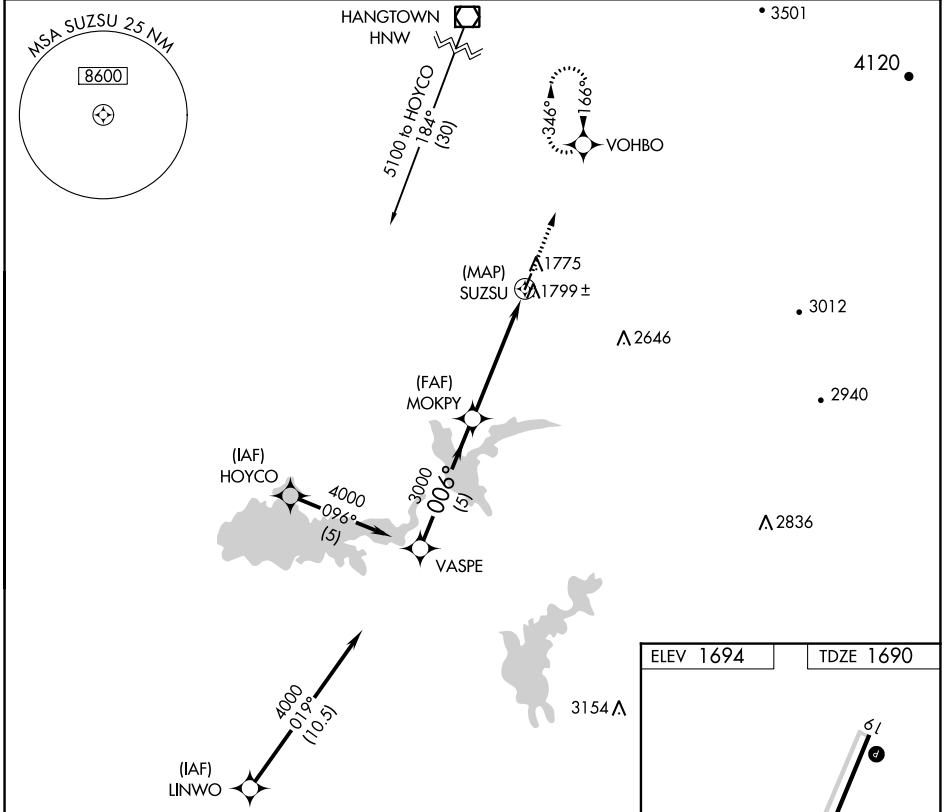 MSA SUZSU 25 NM
8600
HANGTOWN
HNW
5100 to HOYCO
184°
(30)
3501
4120
346°
166°
VOHBO
(MAP)
SUZSU
1775
1799 ±
3012
2646
2940
(FAF)
MOKPY
(IAF)
HOYCO
4000
096°
(5)
3000
006°
(5)
VASPE
2836
4000
019°
(10.5)
(IAF)
LINWO
3154
ELEV 1694
TDZE 1690
19
P